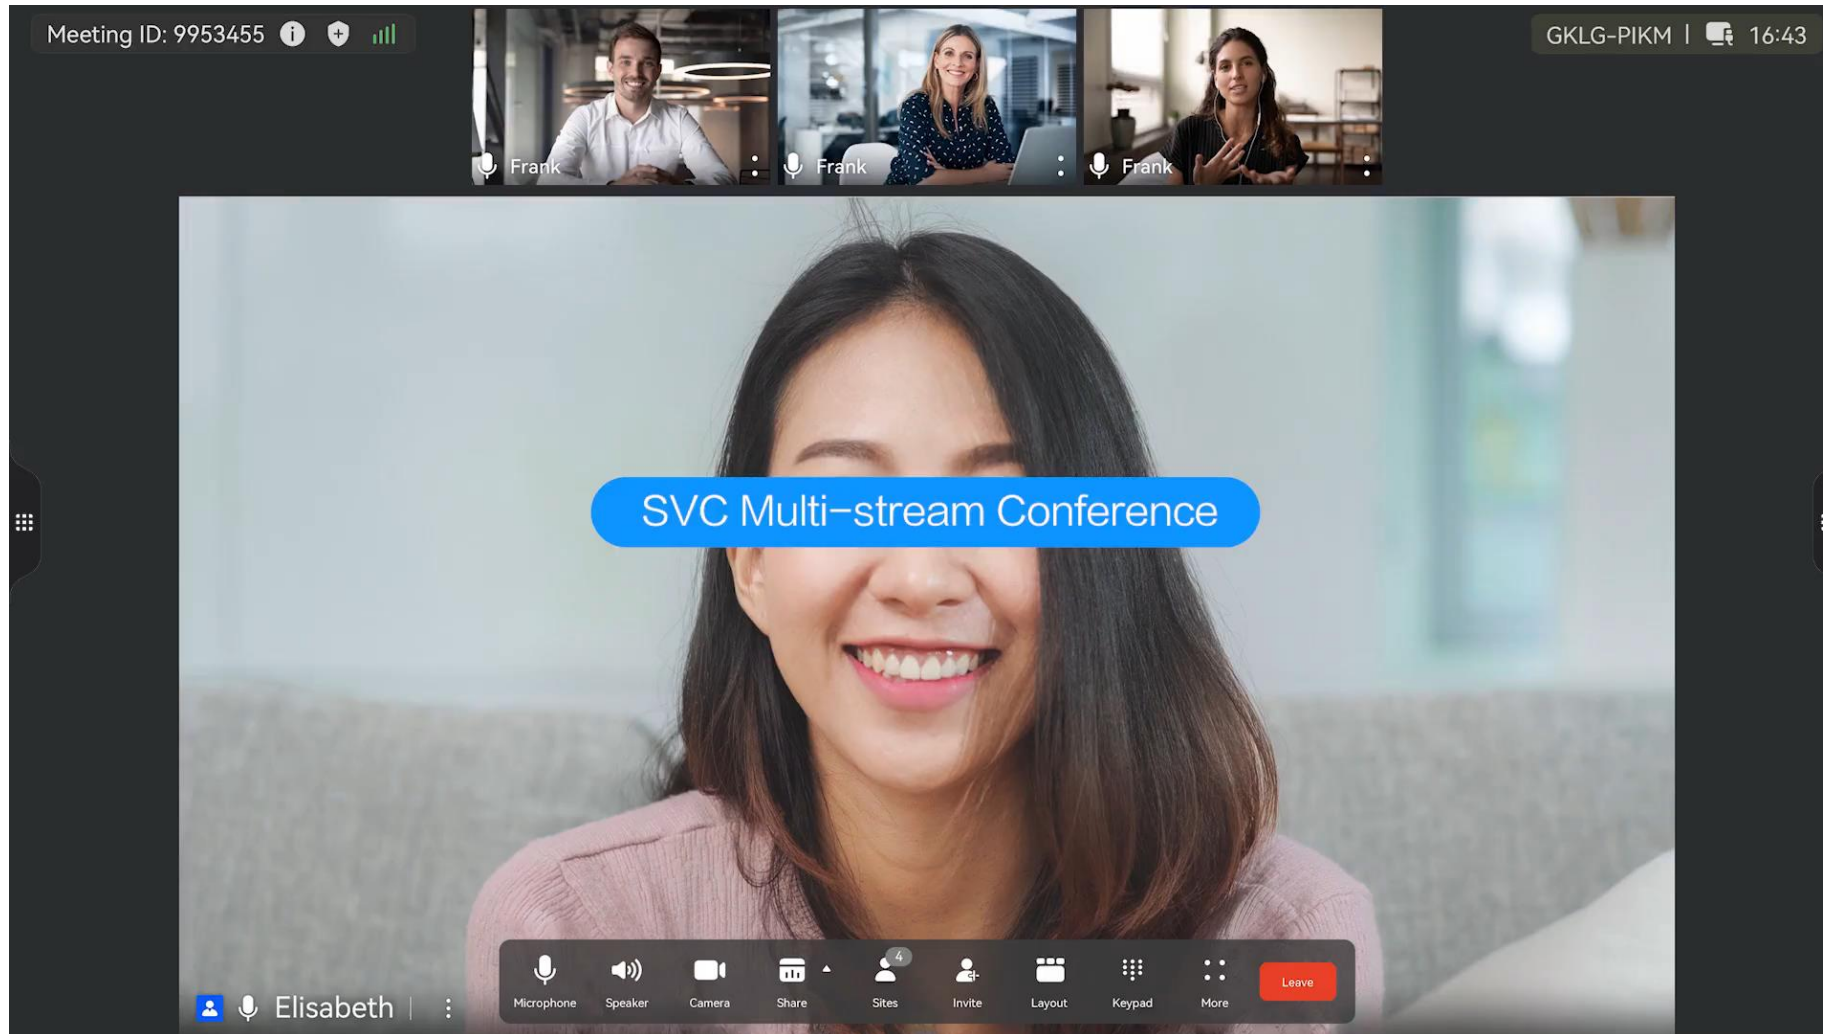 Meeting ID: 9953455
GKLG-PIKM | 16:43
Frank
Frank
Frank
SVC Multi-stream Conference
Elisabeth
4
Microphone
Speaker
Camera
Share
Sites
Invite
Layout
Keypad
More
Leave